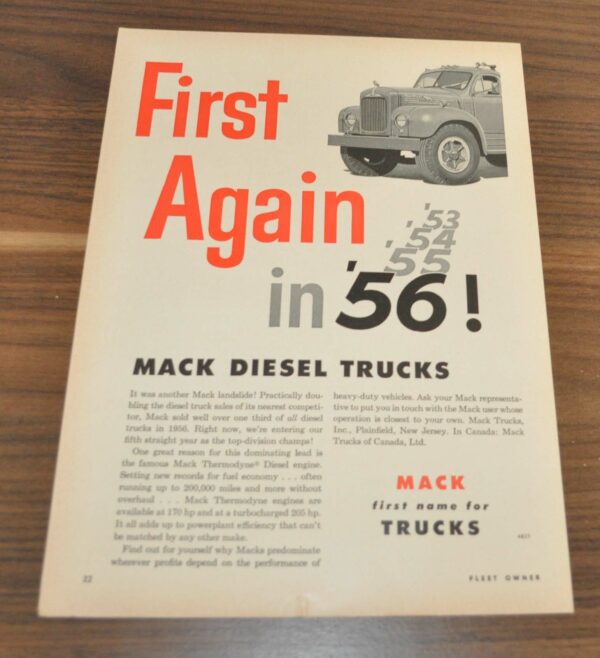 First
Again
'53
'54
'55
in '56!
MACK DIESEL TRUCKS
It was another Mack landslide! Practically dou-
bling the diesel truck sales of its nearest competi-
tor, Mack sold well over one third of all diesel
trucks in 1956. Right now, we're entering our
fifth straight year as the top-division champs!
One great reason for this dominating lead is
the famous Mack Thermodyne® Diesel engine.
Setting new records for fuel economy . . . often
running up to 200,000 miles and more without
overhaul . . . Mack Thermodyne engines are
available at 170 hp and at a turbocharged 205 hp.
It all adds up to powerplant efficiency that can't
be matched by any other make.
Find out for yourself why Macks predominate
wherever profits depend on the performance of
heavy-duty vehicles. Ask your Mack representa-
tive to put you in touch with the Mack user whose
operation is closest to your own. Mack Trucks,
Inc., Plainfield, New Jersey. In Canada: Mack
Trucks of Canada, Ltd.
MACK
first name for
TRUCKS
22
FLEET OWNER